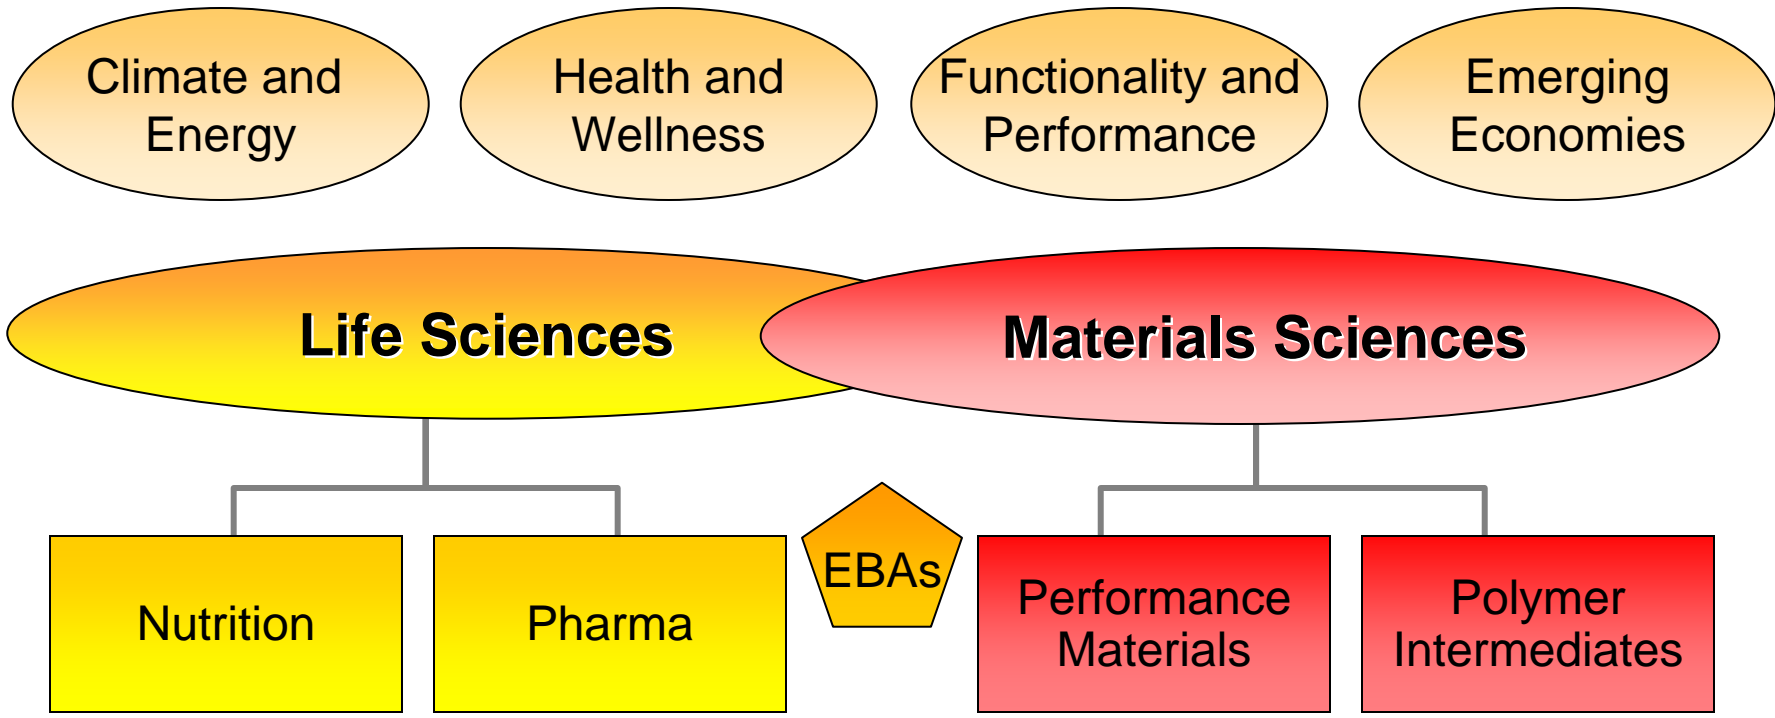 Climate and
Energy
Health and
Wellness
Functionality and
Performance
Emerging
Economies
Life Sciences
Materials Sciences
Nutrition
Pharma
EBAs
Performance
Materials
Polymer
Intermediates